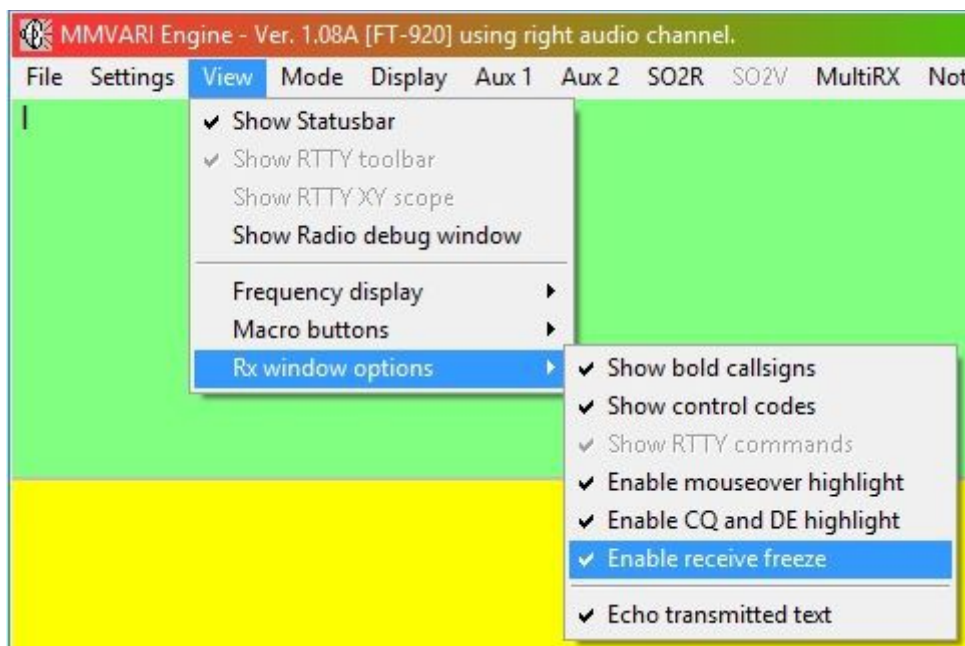 MMVARI Engine - Ver. 1.08A [FT-920] using right audio channel.
File Settings View Mode Display Aux 1 Aux 2 SO2R SO2V MultiRX Not
Show Statusbar
Show RTTY toolbar
Show RTTY XY scope
Show Radio debug window
Frequency display
Macro buttons
Rx window options
Show bold callsigns
Show control codes
Show RTTY commands
Enable mouseover highlight
Enable CQ and DE highlight
Enable receive freeze
Echo transmitted text